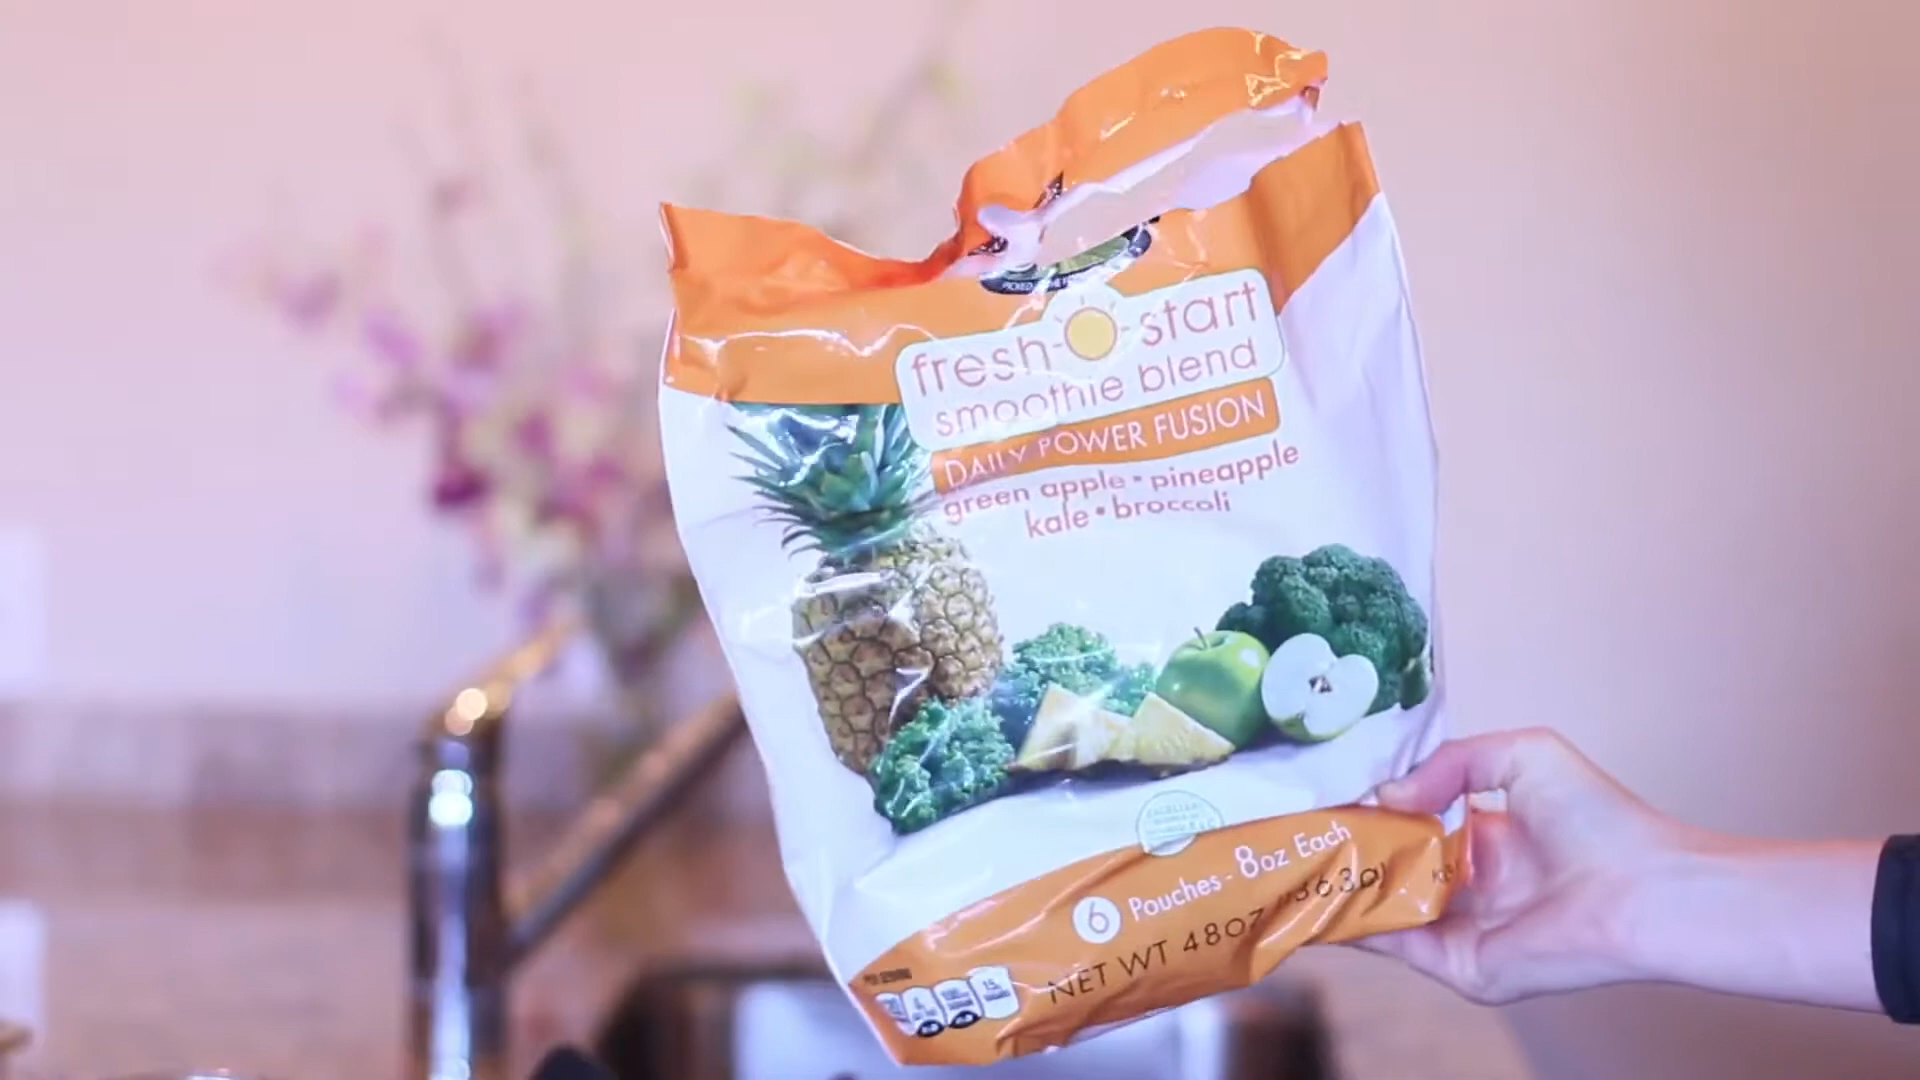 fresh start
smoothie blend
DAILY POWER FUSION
green apple • pineapple
kale • broccoli
6 Pouches - 8oz Each
NET WT 48OZ